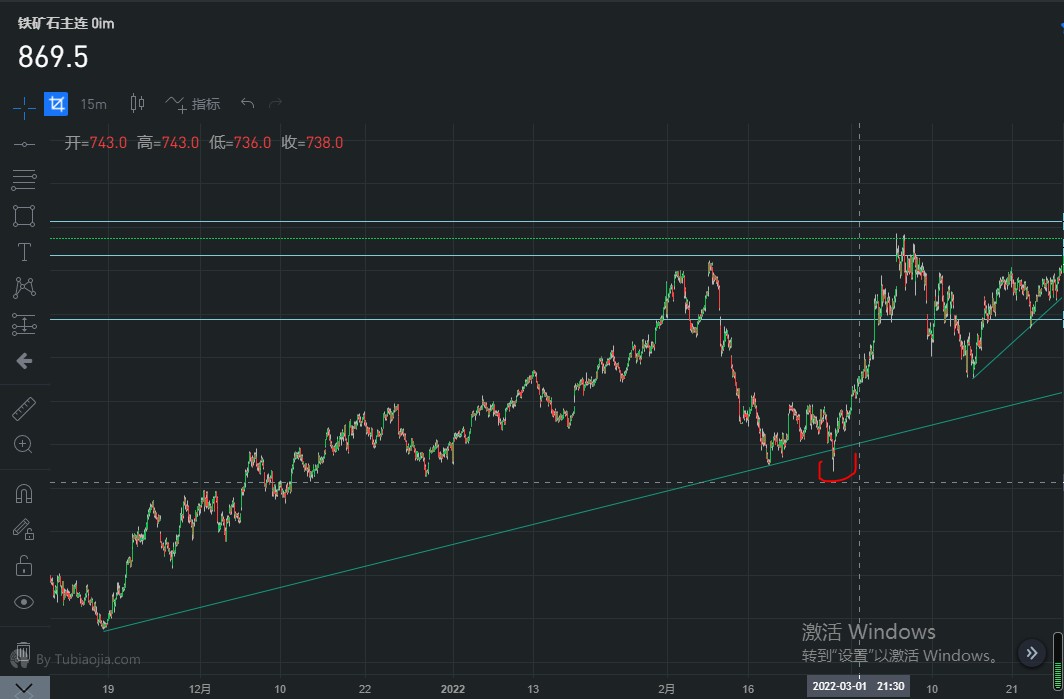 铁矿石主连 0im
869.5
15m 指标
开=743.0 高=743.0 低=736.0 收=738.0
激活 Windows
转到"设置"以激活 Windows。
By Tubiaojia.com
19 12月 10 22 2022 13 2月 16 2022-03-01 21:30 10 21